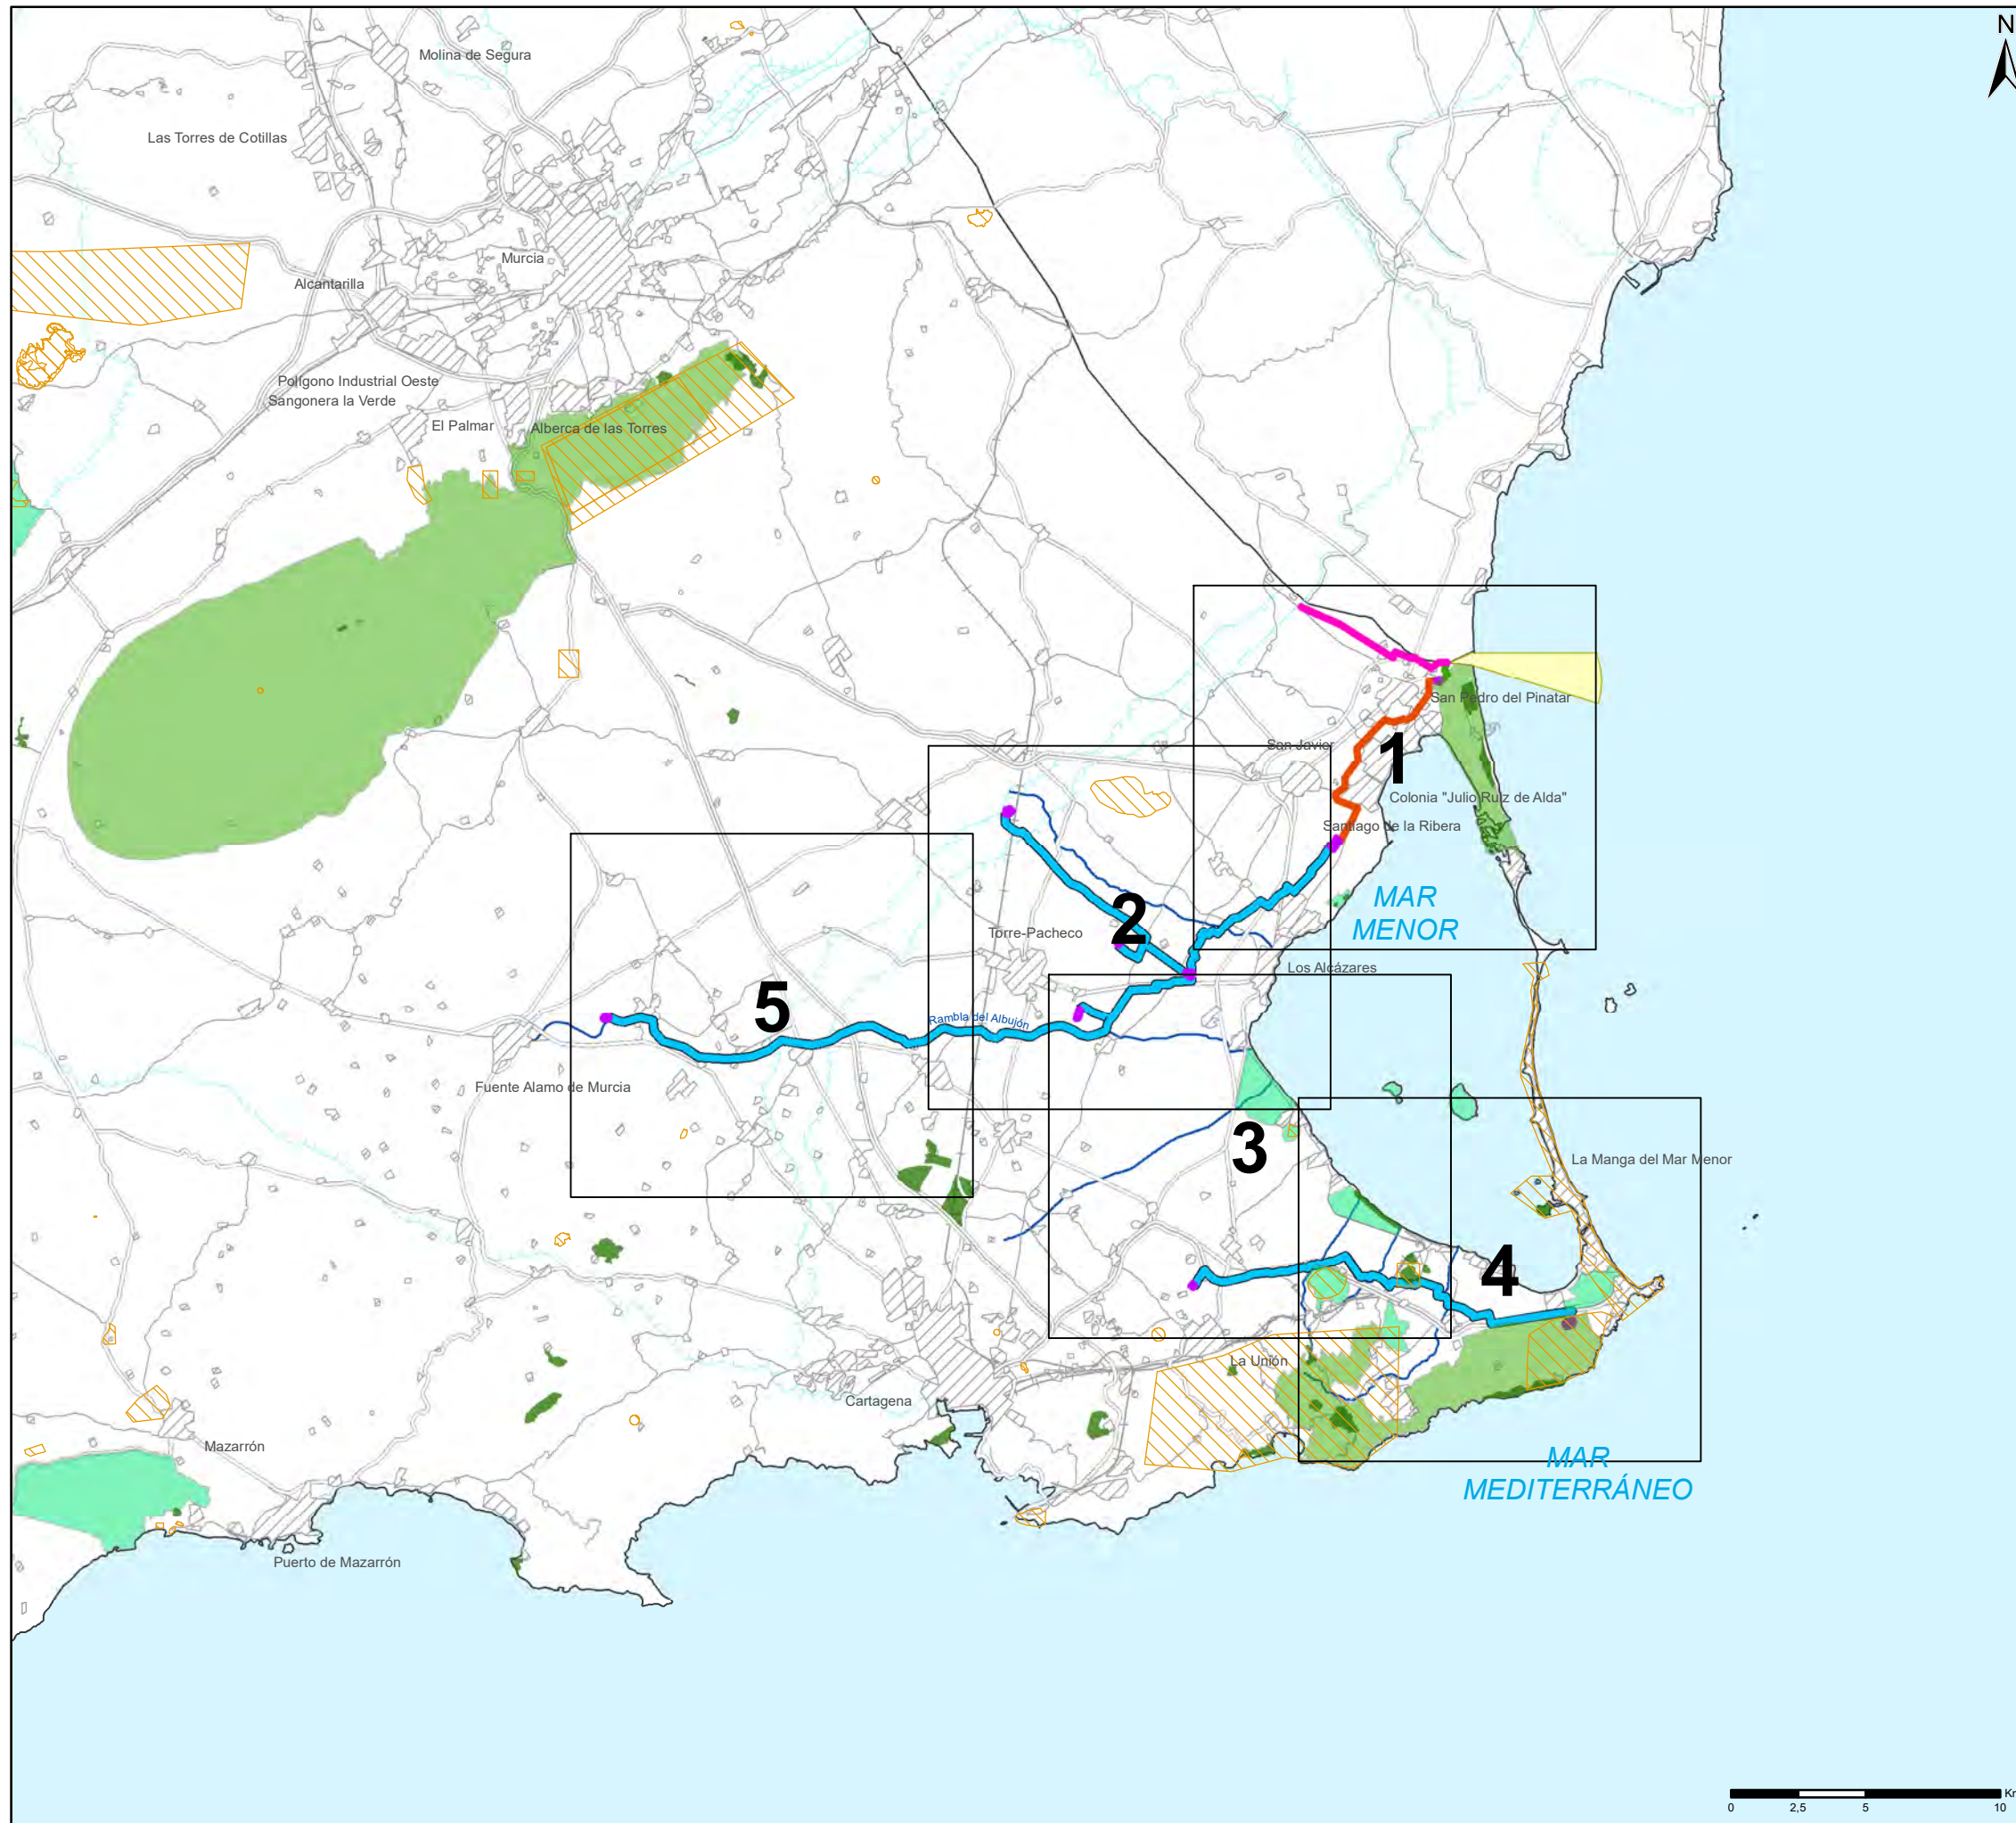 N
Molina de Segura
Las Torres de Cotillas
Murcia
Alcantarilla
Polígono Industrial Oeste
Sangonera la Verde
El Palmar
Alberca de las Torres
San Pedro del Pinatar
San Javier
1
Colonia "Julio Ruiz de Alda"
Santiago de la Ribera
MAR
MENOR
2
Torre-Pacheco
Los Alcázares
5
Rambla del Albujón
Fuente Alamo de Murcia
3
La Manga del Mar Menor
4
La Unión
Cartagena
Mazarrón
MAR
MEDITERRÁNEO
Puerto de Mazarrón
0
2,5
5
10